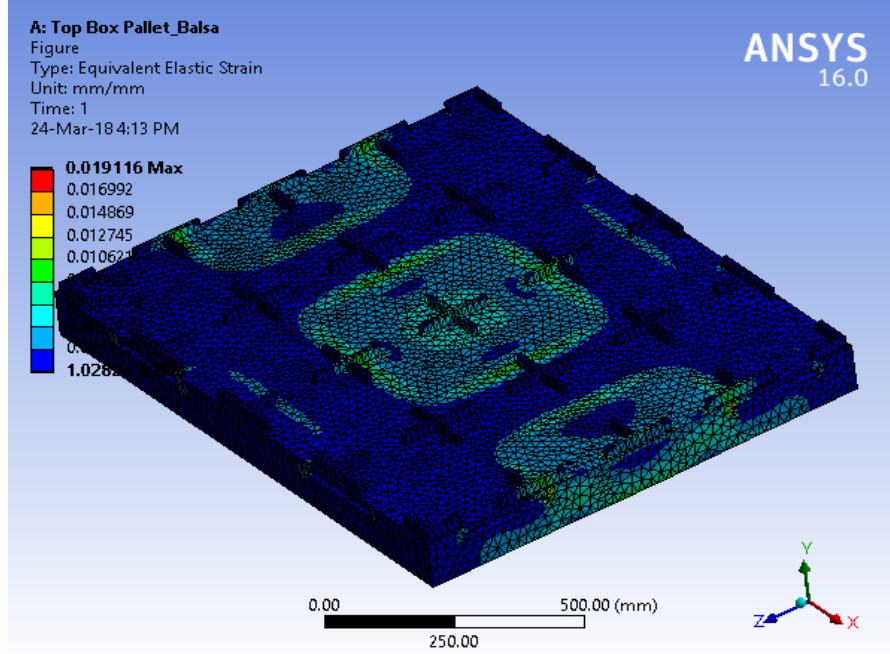 A: Top Box Pallet_Balsa
Figure
Type: Equivalent Elastic Strain
Unit: mm/mm
Time: 1
24-Mar-18 4:13 PM
ANSYS
16.0
0.019116 Max
0.016992
0.014869
0.012745
0.010621
0.00
500.00 (mm)
250.00
Y
Z
X